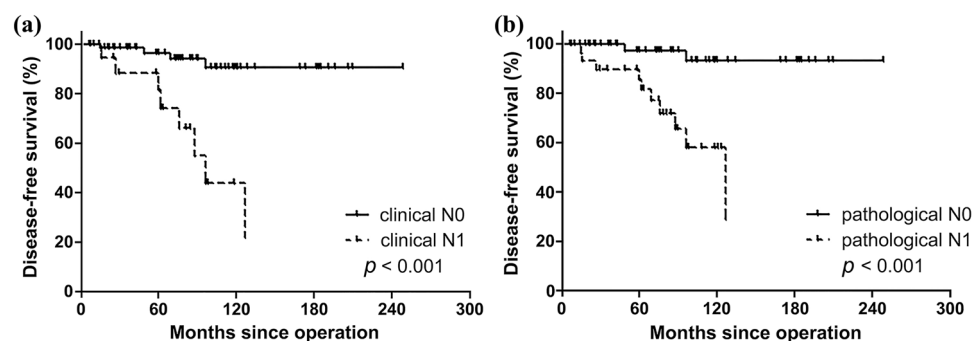 (a)
Disease-free survival (%)
100
80
60
40
20
0
clinical N0
clinical N1
p < 0.001
0 60 120 180 240 300
Months since operation
(b)
Disease-free survival (%)
100
80
60
40
20
0
pathological N0
pathological N1
p < 0.001
0 60 120 180 240 300
Months since operation